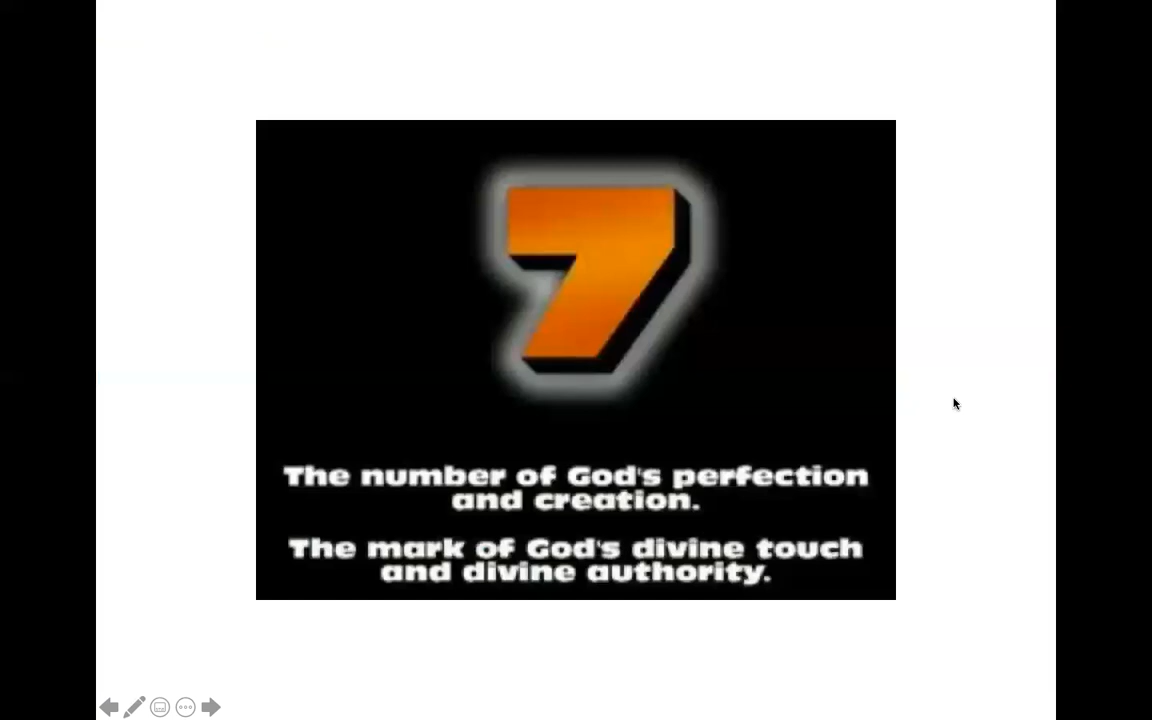 7
The number of God's perfection
and creation.
The mark of God's divine touch
and divine authority.